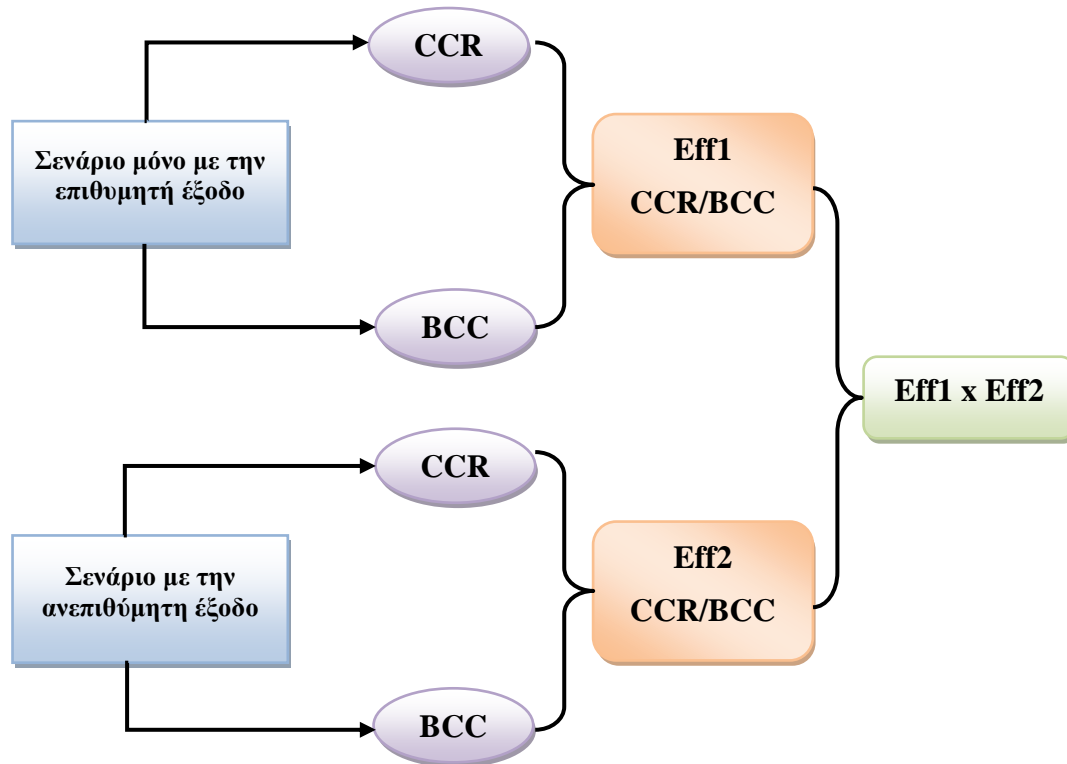 CCR
Σενάριο μόνο με την
επιθυμητή έξοδο
Eff1
CCR/BCC
BCC
Eff1 x Eff2
CCR
Σενάριο με την
ανεπιθύμητη έξοδο
Eff2
CCR/BCC
BCC